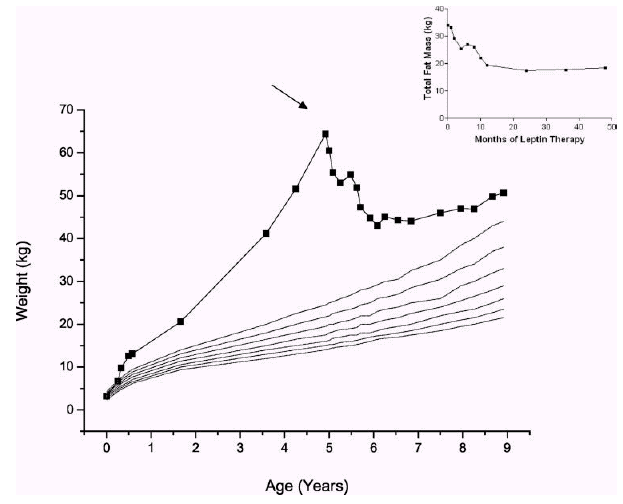 40
30
20
10
0
Total Fat Mass (kg)
0 10 20 30 40 50
Months of Leptin Therapy
70
60
50
40
30
20
10
0
Weight (kg)
0 1 2 3 4 5 6 7 8 9
Age (Years)